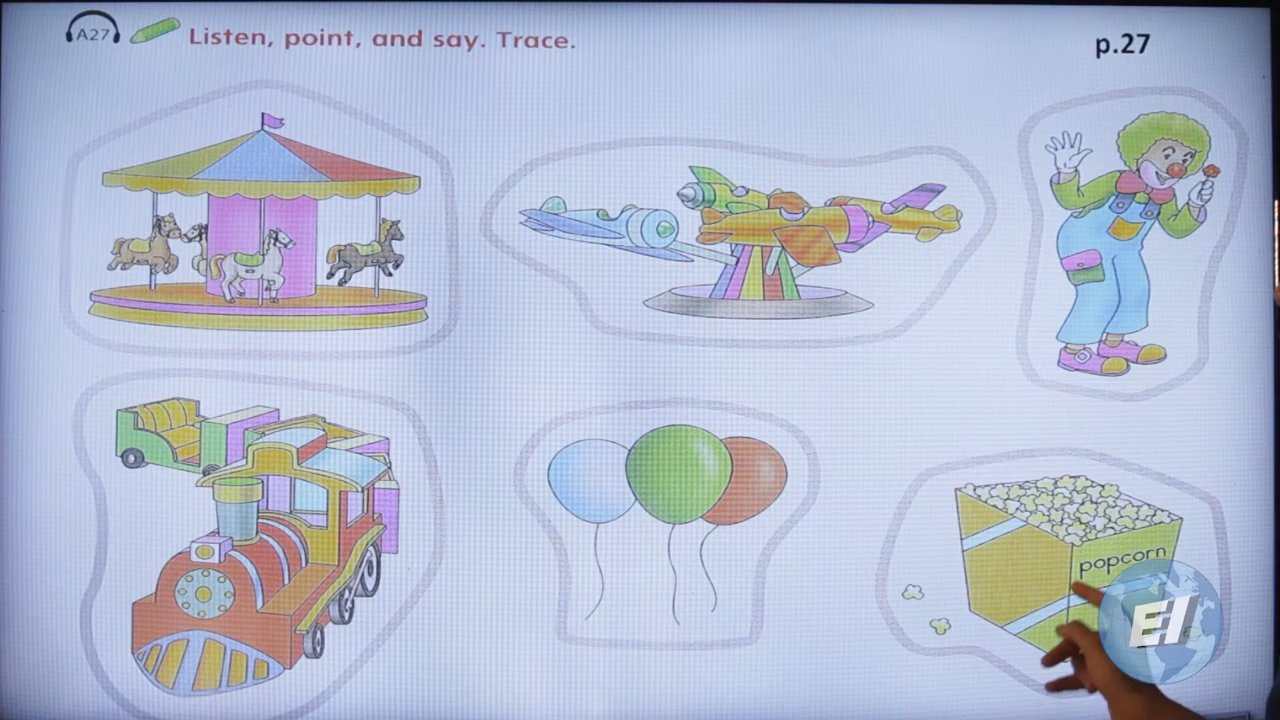 A27 Listen, point, and say. Trace.
p.27
popcorn
EI